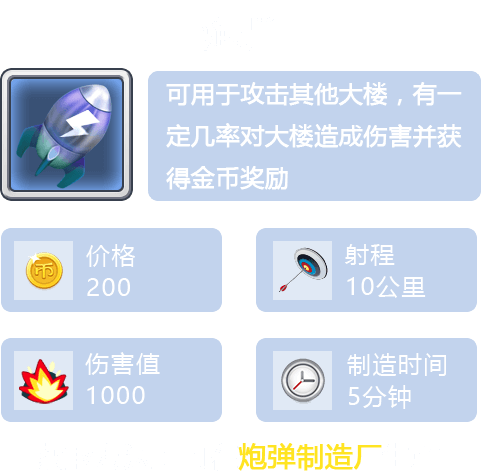 可用于攻击其他大楼，有一
定几率对大楼造成伤害并获
得金币奖励
价格
200
射程
10公里
伤害值
1000
制造时间
5分钟
炮弹制造厂